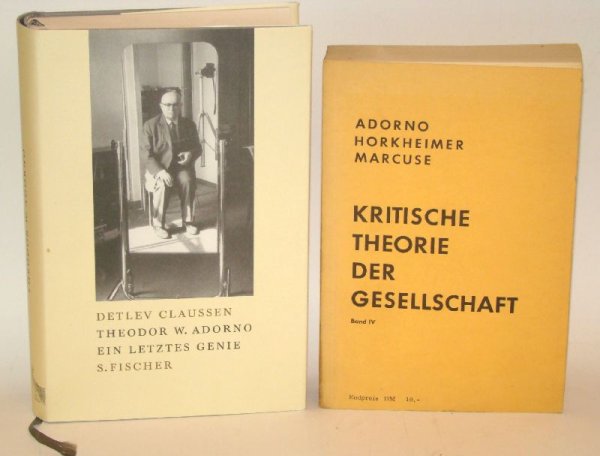 DETLEV CLAUSSEN
THEODOR W. ADORNO
EIN LETZTES GENIE
S. FISCHER
ADORNO
HORKHEIMER
MARCUSE
KRITISCHE
THEORIE
DER
GESELLSCHAFT
Band IV